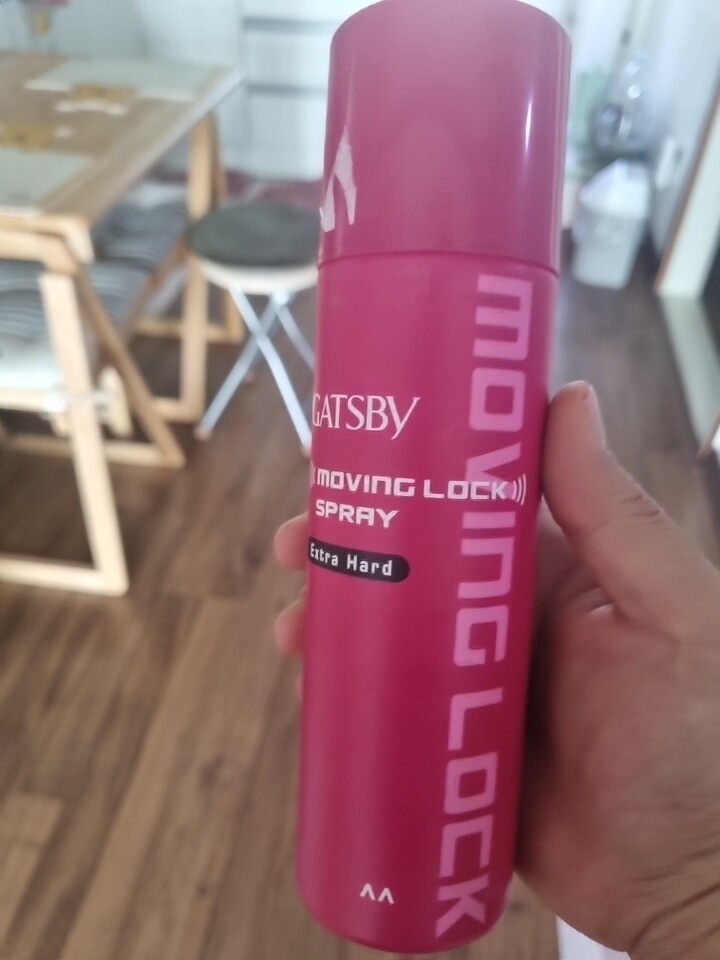 GATSBY
MOVING LOCK
SPRAY
Extra Hard
MOVING LOCK